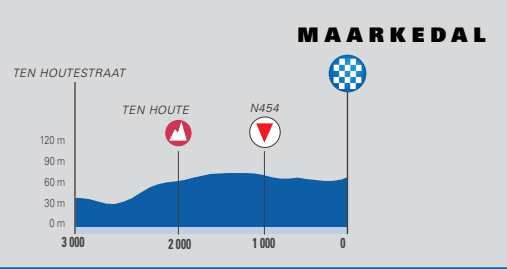 MAARKEDAL
TEN HOUTESTRAAT
TEN HOUTE
N454
120 m
90 m
60 m
30 m
0 m
3 000
2 000
1 000
0